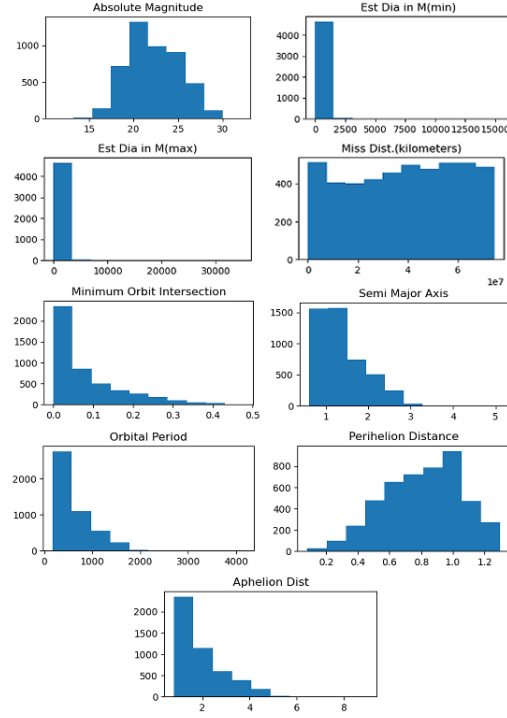 Absolute Magnitude
1000
500
0
15 20 25 30
Est Dia in M(min)
4000
3000
2000
1000
0
0 2500 5000 7500 10000 12500 15000
Est Dia in M(max)
4000
3000
2000
1000
0
0 10000 20000 30000
Miss Dist.(kilometers)
400
200
0
0 2 4 6
1e7
Minimum Orbit Intersection
2000
1500
1000
500
0
0.0 0.1 0.2 0.3 0.4 0.5
Semi Major Axis
1500
1000
500
0
1 2 3 4 5
Orbital Period
2000
1000
0
0 1000 2000 3000 4000
Perihelion Distance
800
600
400
200
0
0.2 0.4 0.6 0.8 1.0 1.2
Aphelion Dist
2000
1500
1000
500
0
2 4 6 8